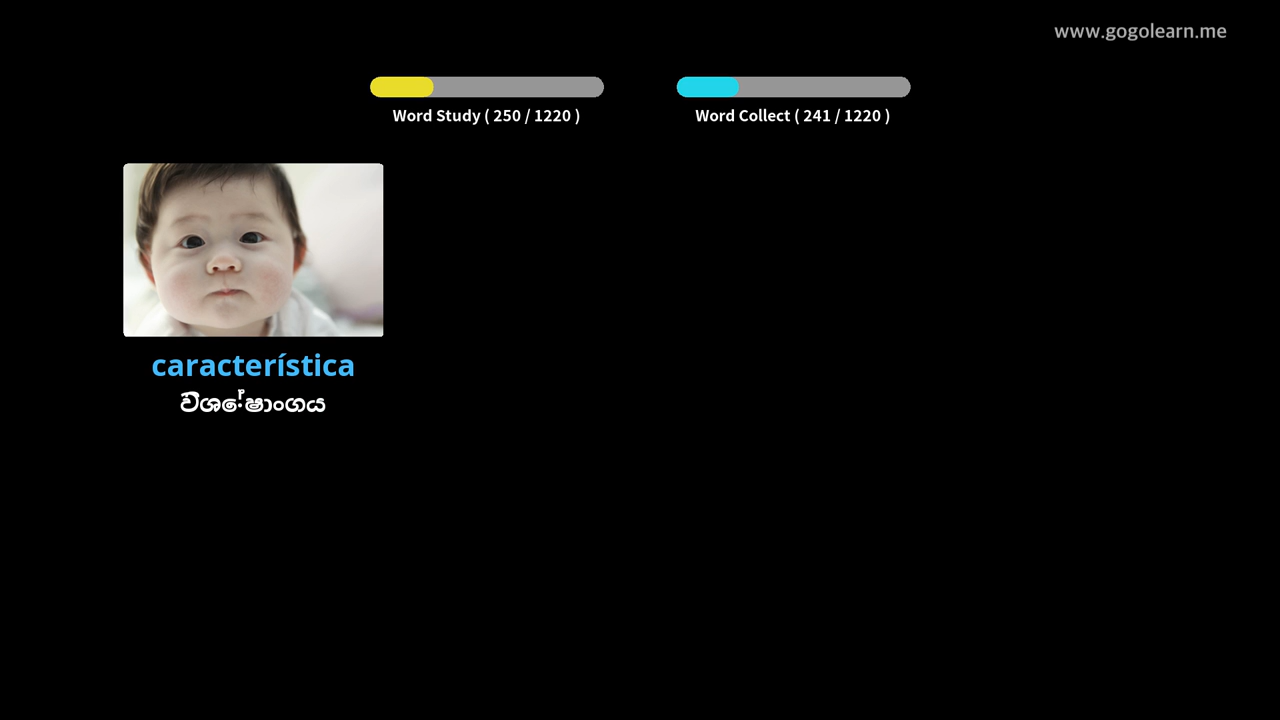 www.gogolearn.me
Word Study ( 250 / 1220 )
Word Collect ( 241 / 1220 )
característica
විශේෂාංගය